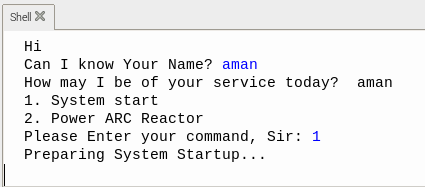 Shell
Hi
Can I know Your Name? aman
How may I be of your service today?  aman
1. System start
2. Power ARC Reactor
Please Enter your command, Sir: 1
Preparing System Startup...